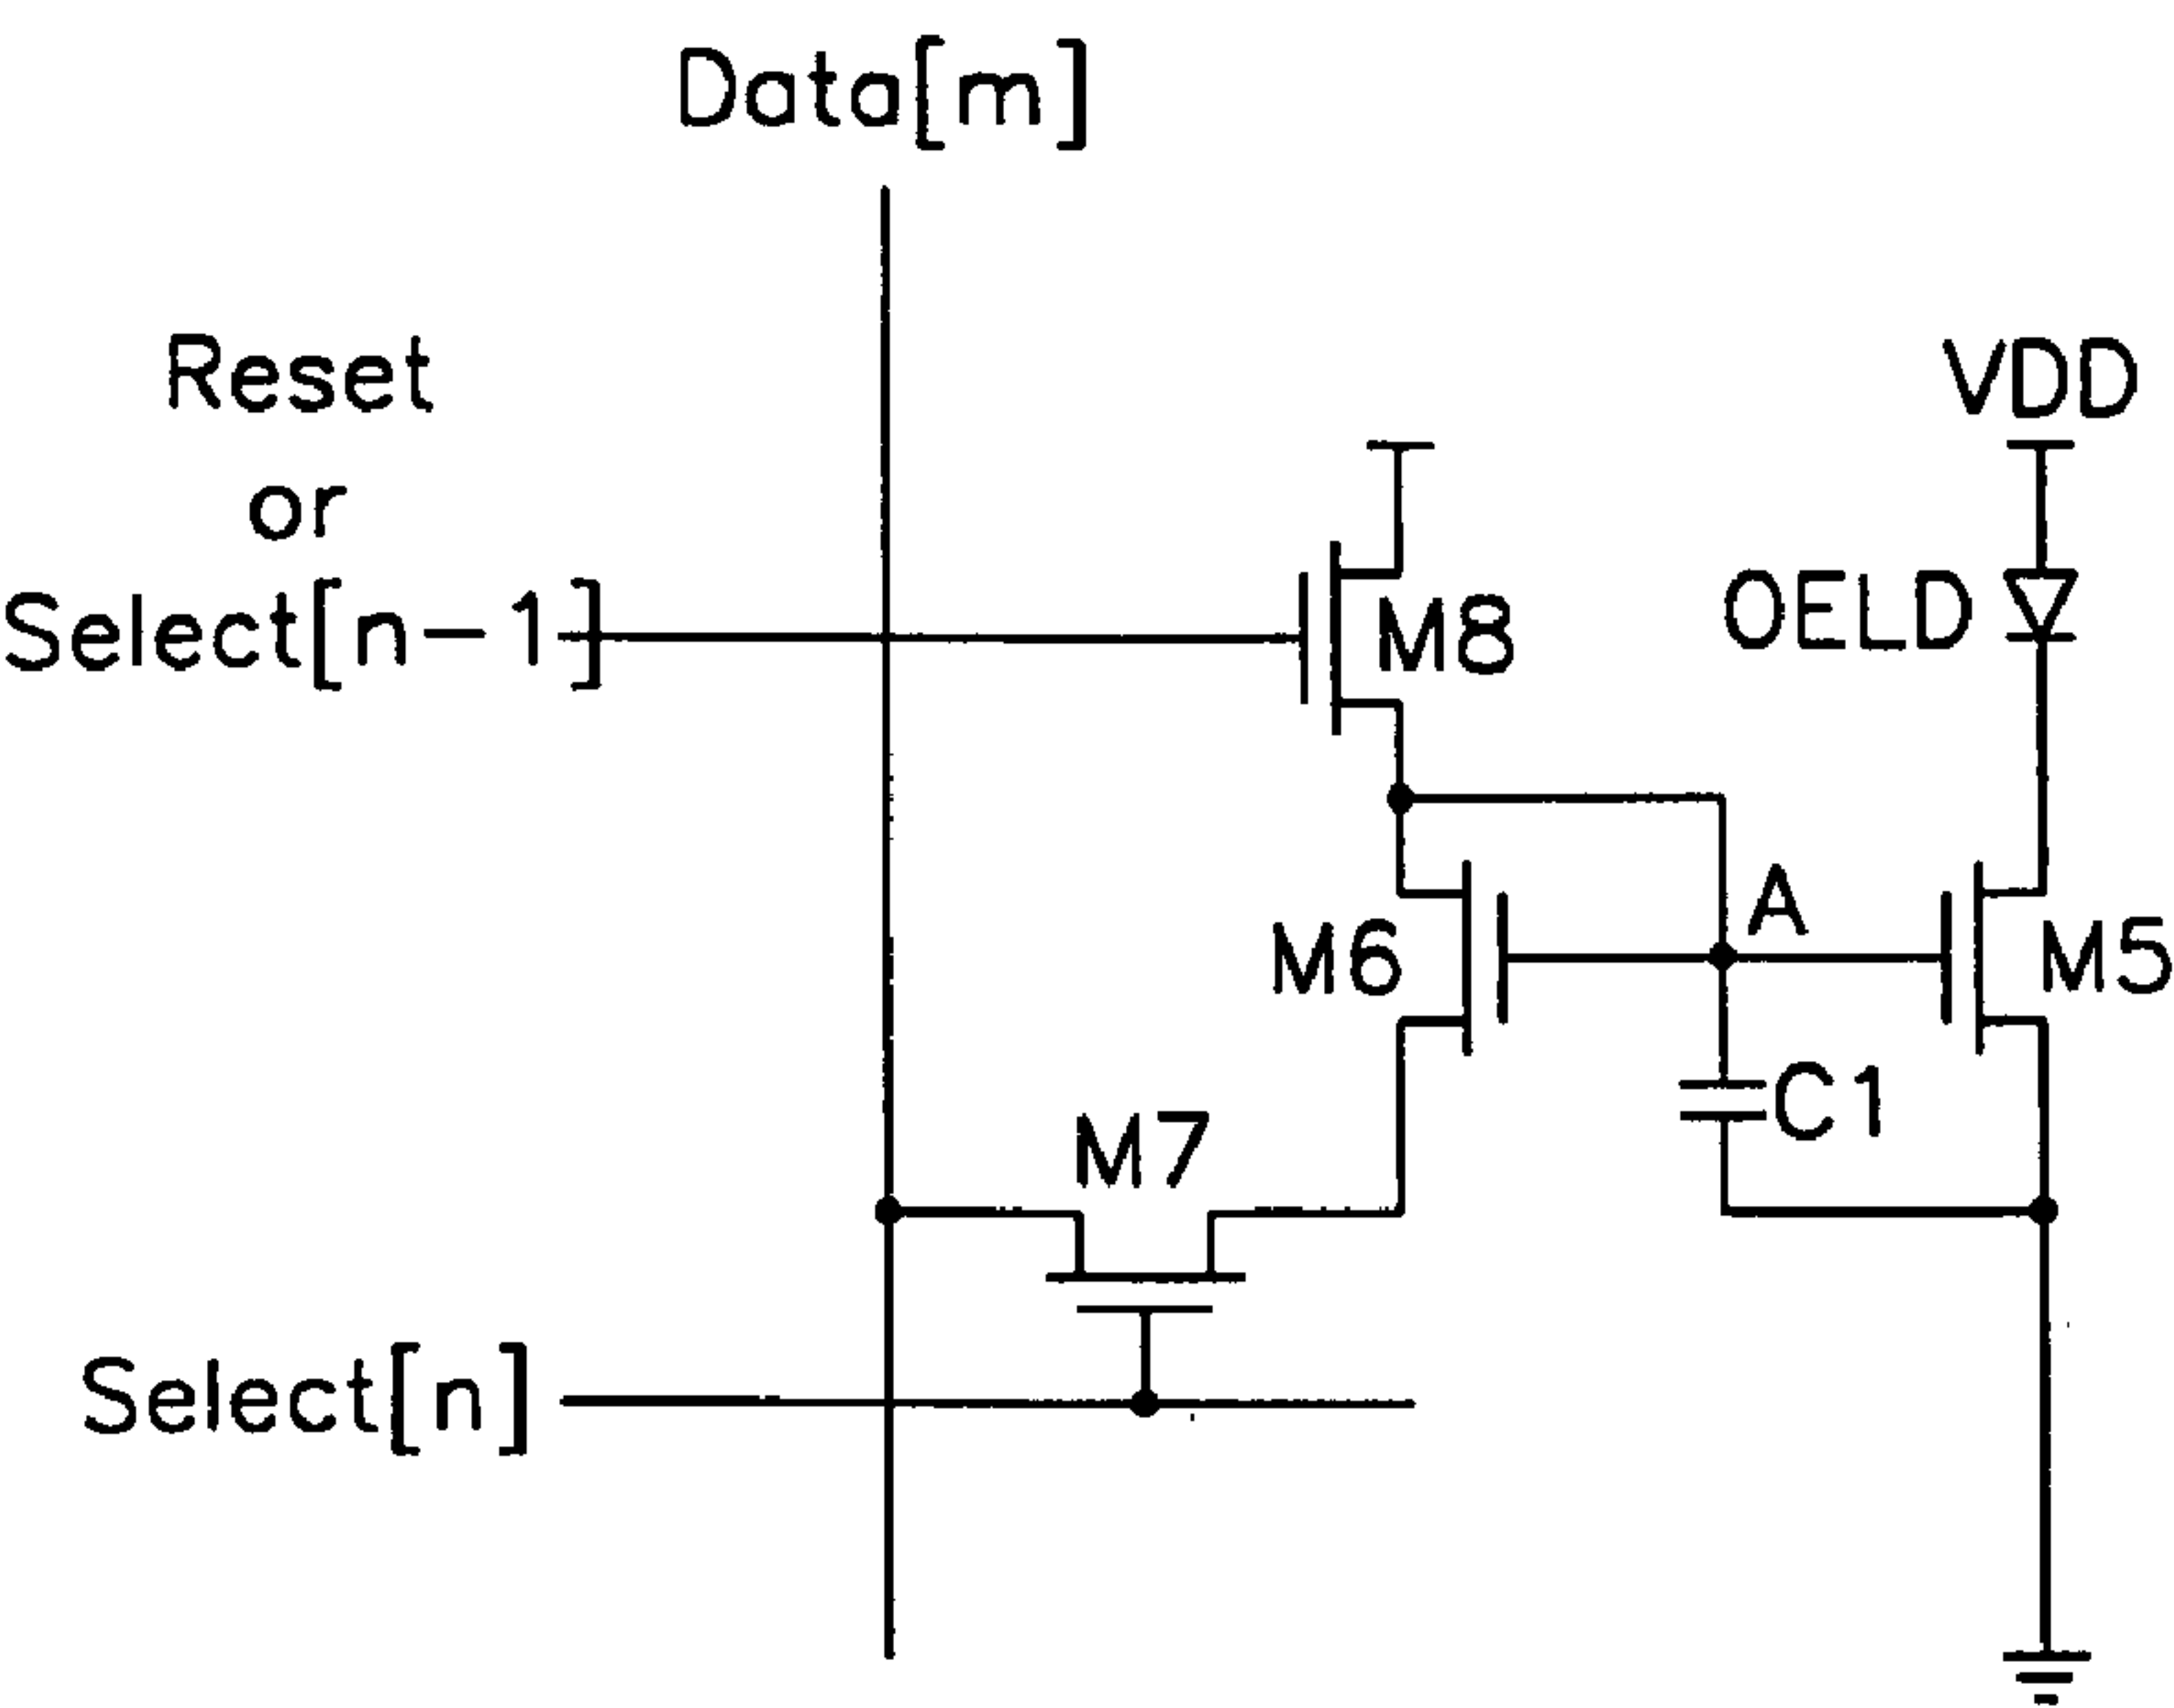 Data[m]
Reset
or
Select[n-1]
VDD
OELD
M8
A
M6
M5
C1
M7
Select[n]